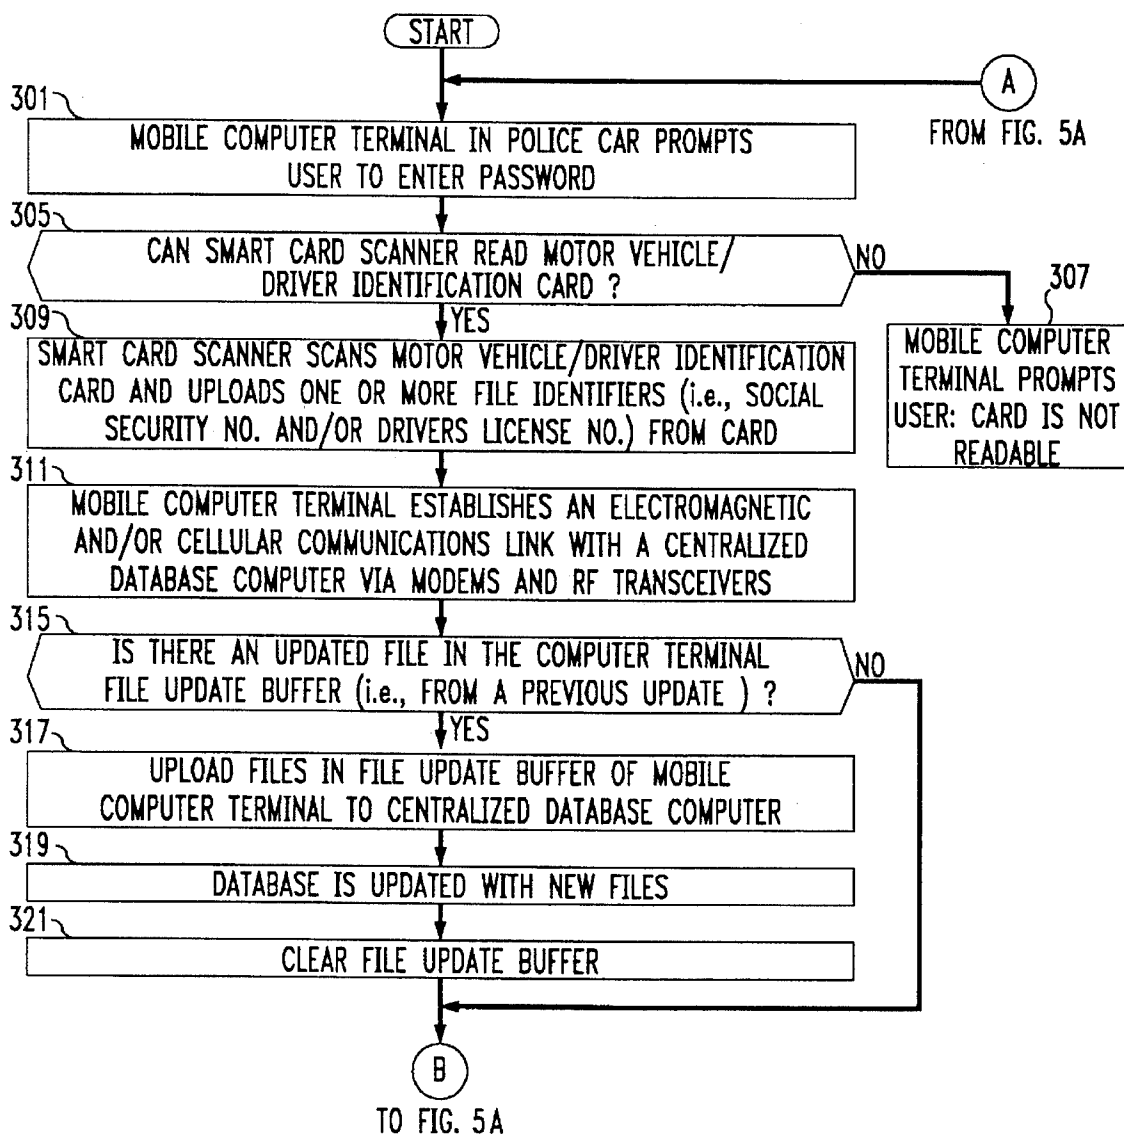 START
A
FROM FIG. 5A
301
MOBILE COMPUTER TERMINAL IN POLICE CAR PROMPTS
USER TO ENTER PASSWORD
305
CAN SMART CARD SCANNER READ MOTOR VEHICLE/
DRIVER IDENTIFICATION CARD ?
NO
YES
307
MOBILE COMPUTER
TERMINAL PROMPTS
USER: CARD IS NOT
READABLE
309
SMART CARD SCANNER SCANS MOTOR VEHICLE/DRIVER IDENTIFICATION
CARD AND UPLOADS ONE OR MORE FILE IDENTIFIERS (i.e., SOCIAL
SECURITY NO. AND/OR DRIVERS LICENSE NO.) FROM CARD
311
MOBILE COMPUTER TERMINAL ESTABLISHES AN ELECTROMAGNETIC
AND/OR CELLULAR COMMUNICATIONS LINK WITH A CENTRALIZED
DATABASE COMPUTER VIA MODEMS AND RF TRANSCEIVERS
315
IS THERE AN UPDATED FILE IN THE COMPUTER TERMINAL
FILE UPDATE BUFFER (i.e., FROM A PREVIOUS UPDATE ) ?
NO
YES
317
UPLOAD FILES IN FILE UPDATE BUFFER OF MOBILE
COMPUTER TERMINAL TO CENTRALIZED DATABASE COMPUTER
319
DATABASE IS UPDATED WITH NEW FILES
321
CLEAR FILE UPDATE BUFFER
B
TO FIG. 5A